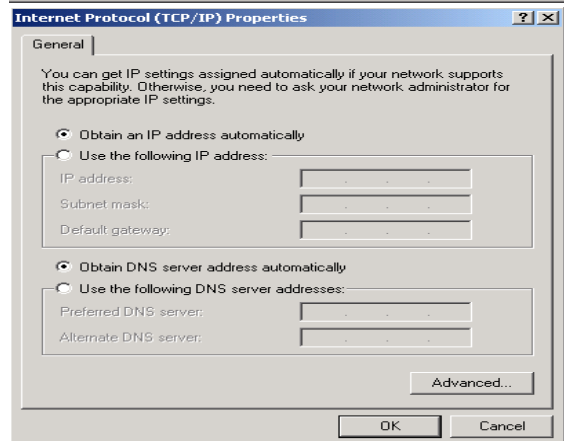 Internet Protocol (TCP/IP) Properties
General
You can get IP settings assigned automatically if your network supports
this capability. Otherwise, you need to ask your network administrator for
the appropriate IP settings.
Obtain an IP address automatically
Use the following IP address:
IP address:
Subnet mask:
Default gateway:
Obtain DNS server address automatically
Use the following DNS server addresses:
Preferred DNS server:
Alternate DNS server:
Advanced...
OK
Cancel